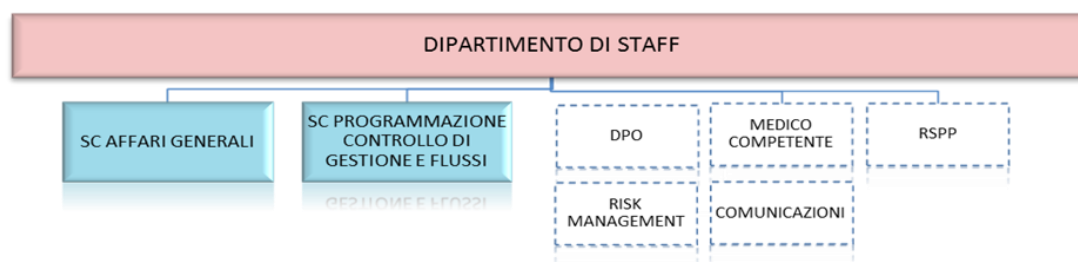 DIPARTIMENTO DI STAFF
SC AFFARI GENERALI
SC PROGRAMMAZIONE
CONTROLLO DI
GESTIONE E FLUSSI
DPO
MEDICO
COMPETENTE
RSPP
RISK
MANAGEMENT
COMUNICAZIONI